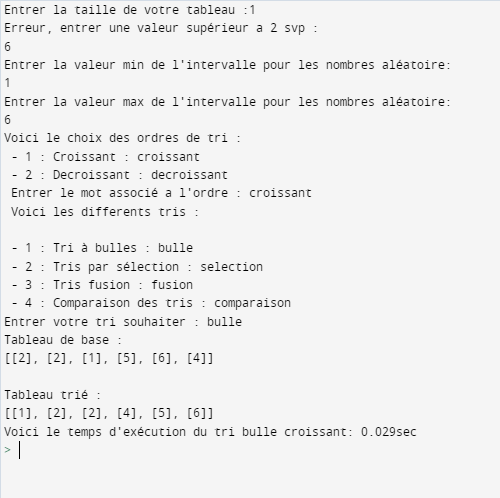 Entrer la taille de votre tableau :1
Erreur, entrer une valeur supérieur a 2 svp :
6
Entrer la valeur min de l'intervalle pour les nombres aléatoire:
1
Entrer la valeur max de l'intervalle pour les nombres aléatoire:
6
Voici le choix des ordres de tri :
- 1 : Croissant : croissant
- 2 : Decroissant : decroissant
Entrer le mot associé a l'ordre : croissant
Voici les differents tris :
- 1 : Tri à bulles : bulle
- 2 : Tris par sélection : selection
- 3 : Tris fusion : fusion
- 4 : Comparaison des tris : comparaison
Entrer votre tri souhaiter : bulle
Tableau de base :
[[2], [2], [1], [5], [6], [4]]
Tableau trié :
[[1], [2], [2], [4], [5], [6]]
Voici le temps d'exécution du tri bulle croissant: 0.029sec
>